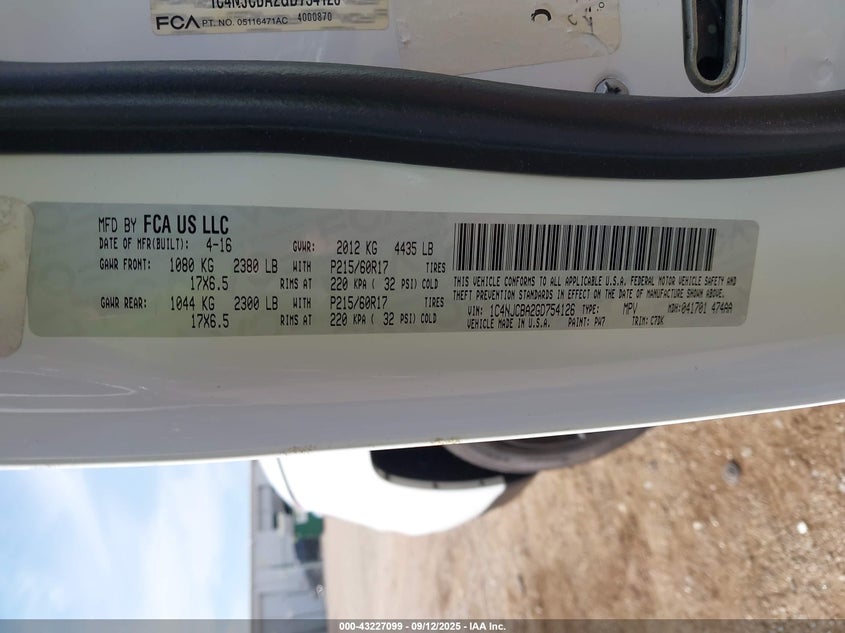 1C4NJCBA2GD754126
FCA PT. NO. 05116471AC 4000870
MFD BY FCA US LLC
DATE OF MFR(BUILT): 4-16 GVWR: 2012 KG 4435 LB
GAWR FRONT: 1080 KG 2380 LB WITH P215/60R17 TIRES
17X6.5 RIMS AT 220 KPA ( 32 PSI) COLD
GAWR REAR: 1044 KG 2300 LB WITH P215/60R17 TIRES
17X6.5 RIMS AT 220 KPA ( 32 PSI) COLD
THIS VEHICLE CONFORMS TO ALL APPLICABLE U.S.A. FEDERAL MOTOR VEHICLE SAFETY AND
THEFT PREVENTION STANDARDS IN EFFECT ON THE DATE OF MANUFACTURE SHOWN ABOVE.
VIN: 1C4NJCBA2GD754126 TYPE: MPV MDH: 041701 474AA
VEHICLE MADE IN U.S.A. PAINT: PW7 TRIM: C7DK
000-43227099 - 09/12/2025 - IAA Inc.